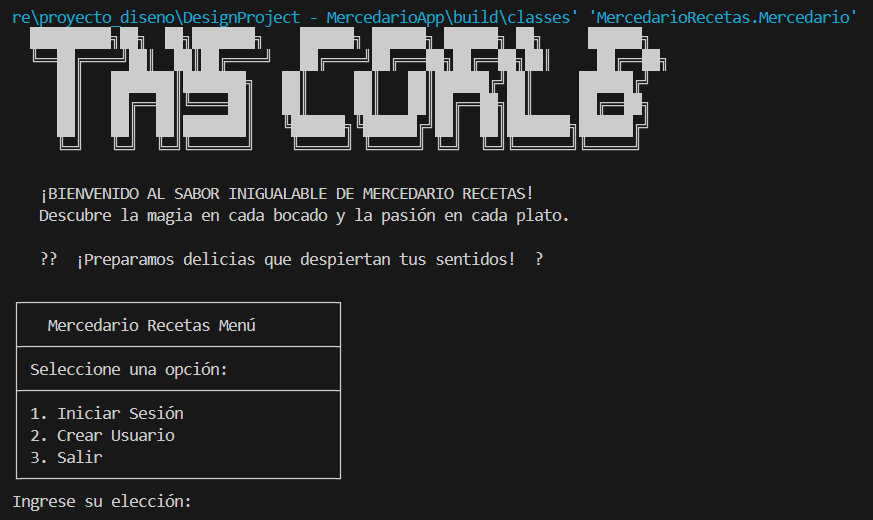 re\proyecto_diseno\DesignProject - MercedarioApp\build\classes' 'MercedarioRecetas.Mercedario'
¡BIENVENIDO AL SABOR INIGUALABLE DE MERCEDARIO RECETAS!
Descubre la magia en cada bocado y la pasión en cada plato.
?? ¡Preparamos delicias que despiertan tus sentidos! ?
Mercedario Recetas Menú
Seleccione una opción:
1. Iniciar Sesión
2. Crear Usuario
3. Salir
Ingrese su elección: